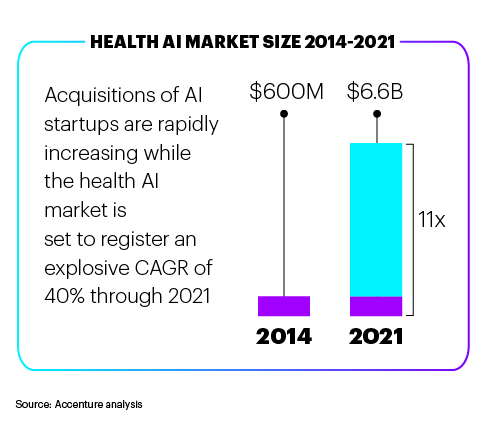 HEALTH AI MARKET SIZE 2014-2021
Acquisitions of AI
startups are rapidly
increasing while
the health AI
market is
set to register an
explosive CAGR of
40% through 2021
$600M
$6.6B
11x
2014
2021
Source: Accenture analysis